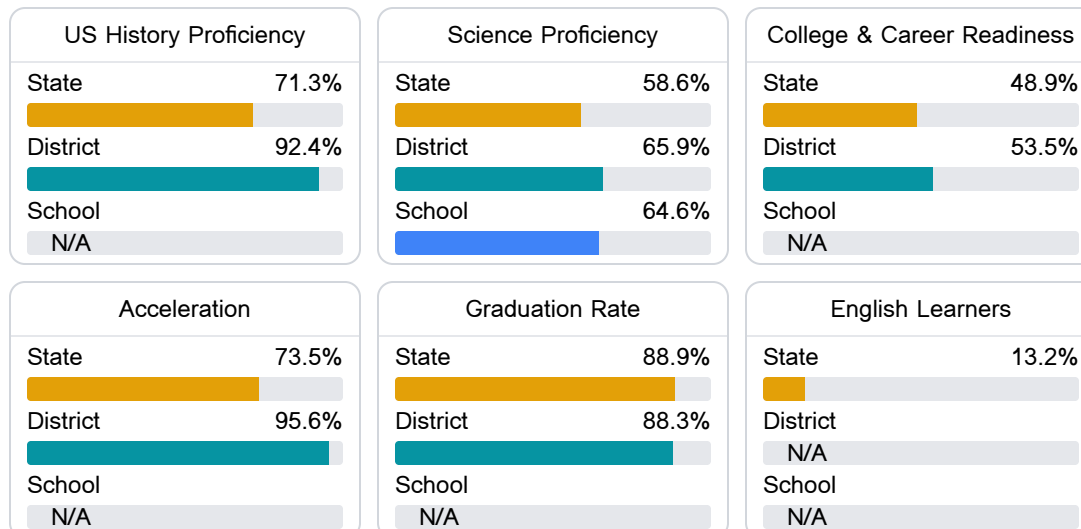 US History Proficiency
State 71.3%
District 92.4%
School
N/A
Science Proficiency
State 58.6%
District 65.9%
School 64.6%
College & Career Readiness
State 48.9%
District 53.5%
School
N/A
Acceleration
State 73.5%
District 95.6%
School
N/A
Graduation Rate
State 88.9%
District 88.3%
School
N/A
English Learners
State 13.2%
District
N/A
School
N/A